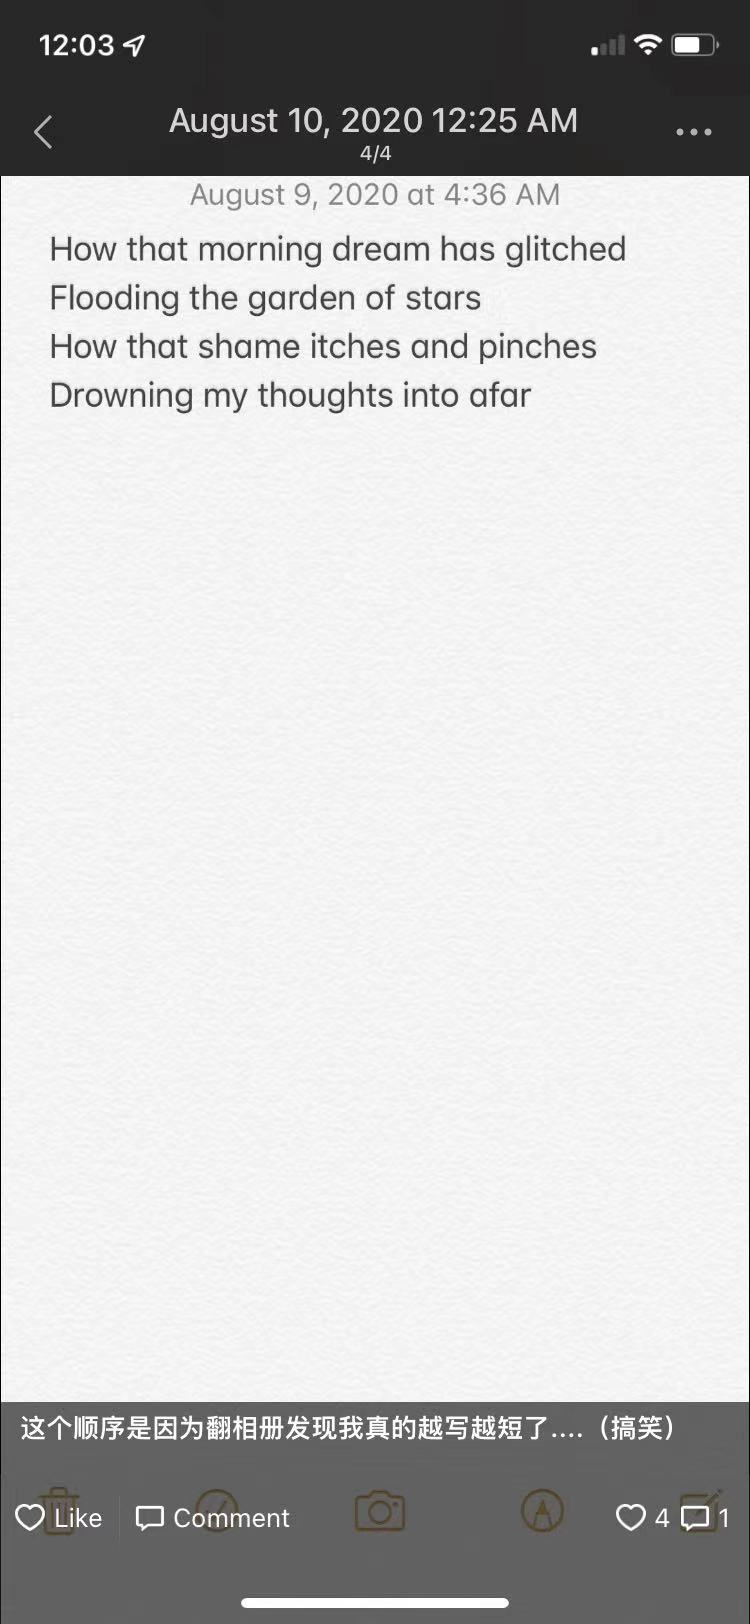 12:03
August 10, 2020 12:25 AM
4/4
August 9, 2020 at 4:36 AM
How that morning dream has glitched
Flooding the garden of stars
How that shame itches and pinches
Drowning my thoughts into afar
这个顺序是因为翻相册发现我真的越写越短了....（搞笑）
Like Comment 4 1